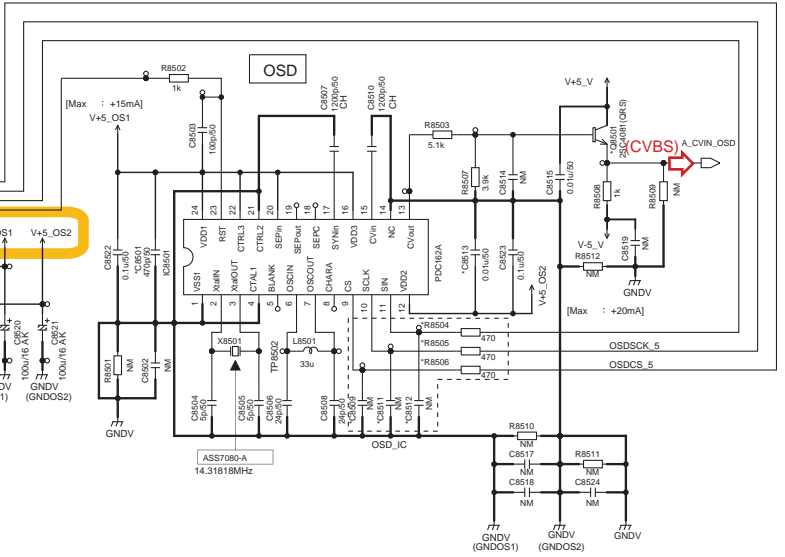 OSD
R8502
1k
[Max : +15mA]
V+5_OS1
C8503
100p/50
C8507
1200p/50
CH
C8510
1200p/50
CH
R8503
5.1k
V+5_V
*Q8501
2SC4081(QRS)
(CVBS)
A_CVIN_OSD
R8507
3.9k
C8514
NM
C8515
0.01u/50
R8508
1k
R8509
NM
V-5_V
C8519
NM
R8512
NM
GNDV
OS1
V+5_OS2
C8522
0.1u/50
*C8501
470p/50
IC8501
24
23
22
21
20
19
18
17
16
15
14
13
VDD1
RST
CTRL3
CTRL2
SEPin
SEPout
SEPC
SYNin
VDD3
CVin
NC
CVout
PDC162A
VSS1
XtalIN
XtalOUT
CTAL1
BLANK
OSCIN
OSCOUT
CHARA
CS
SCLK
SIN
VDD2
1
2
3
4
5
6
7
8
9
10
11
12
*C8513
0.01u/50
C8523
0.1u/50
V+5_OS2
[Max : +20mA]
C8520
100u/16 AK
C8521
100u/16 AK
DV
1)
GNDV
(GNDOS2)
R8501
NM
C8502
NM
GNDV
X8501
TP8502
L8501
33u
*R8504
470
*R8505
470
*R8506
470
OSDSCK_5
OSDCS_5
C8504
5p/50
C8505
5p/50
C8506
24p/50
C8508
24p/50
*C8509
NM
*C8511
NM
*C8512
NM
OSD_IC
ASS7080-A
14.31818MHz
R8510
NM
C8517
NM
C8518
NM
R8511
NM
C8524
NM
GNDV
(GNDOS1)
GNDV
(GNDOS2)
GNDV